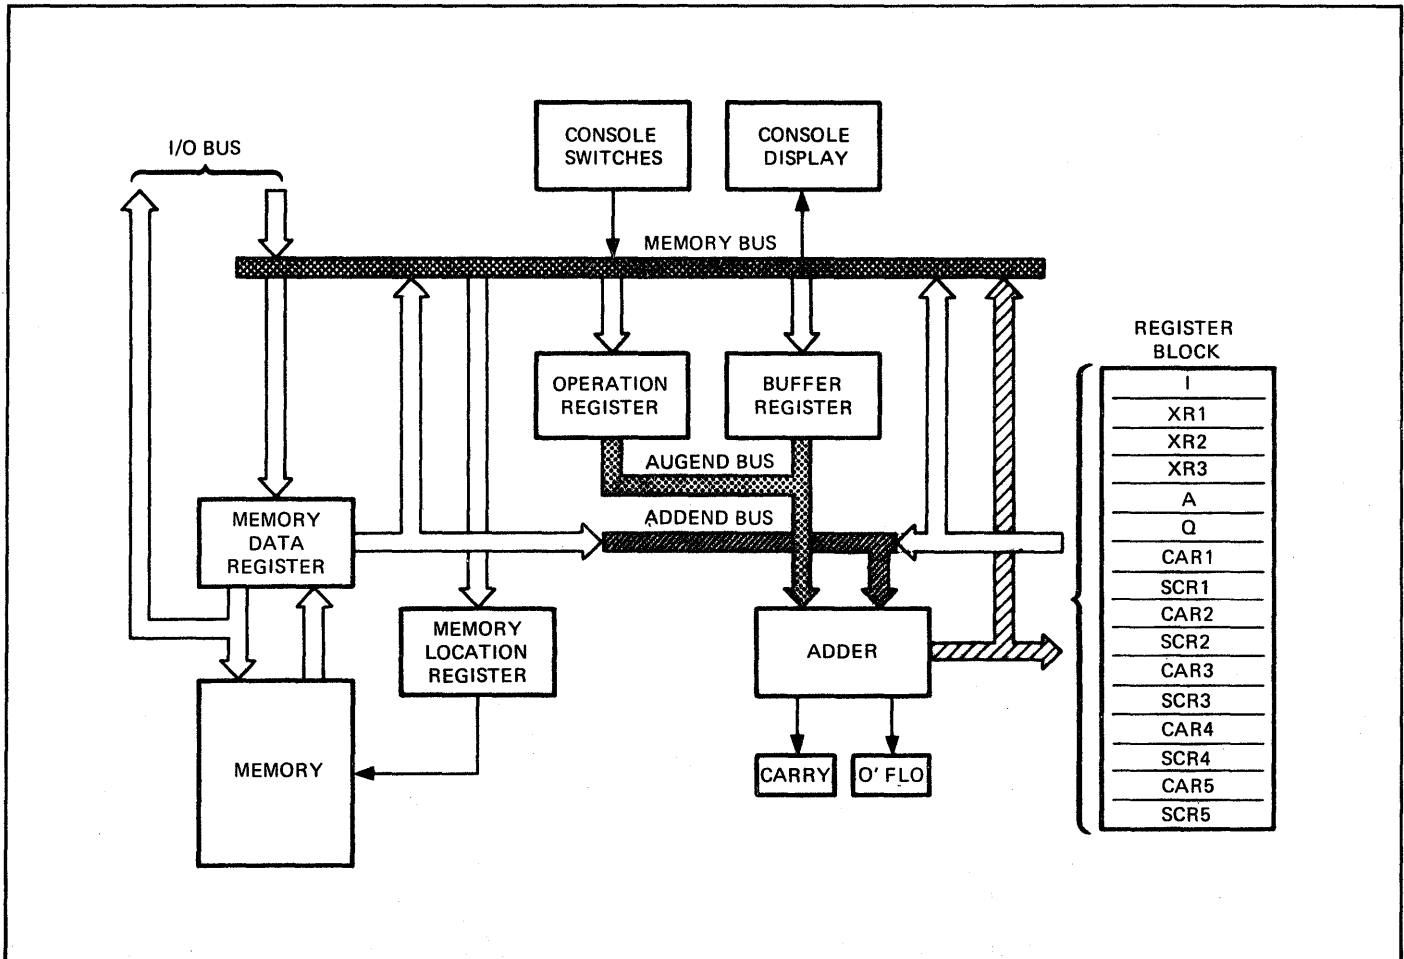 CONSOLE
SWITCHES
CONSOLE
DISPLAY
I/O BUS
MEMORY BUS
REGISTER
BLOCK
OPERATION
REGISTER
BUFFER
REGISTER
AUGEND BUS
ADDEND BUS
MEMORY
DATA
REGISTER
MEMORY
LOCATION
REGISTER
ADDER
MEMORY
CARRY
O' FLO
I
XR1
XR2
XR3
A
Q
CAR1
SCR1
CAR2
SCR2
CAR3
SCR3
CAR4
SCR4
CAR5
SCR5